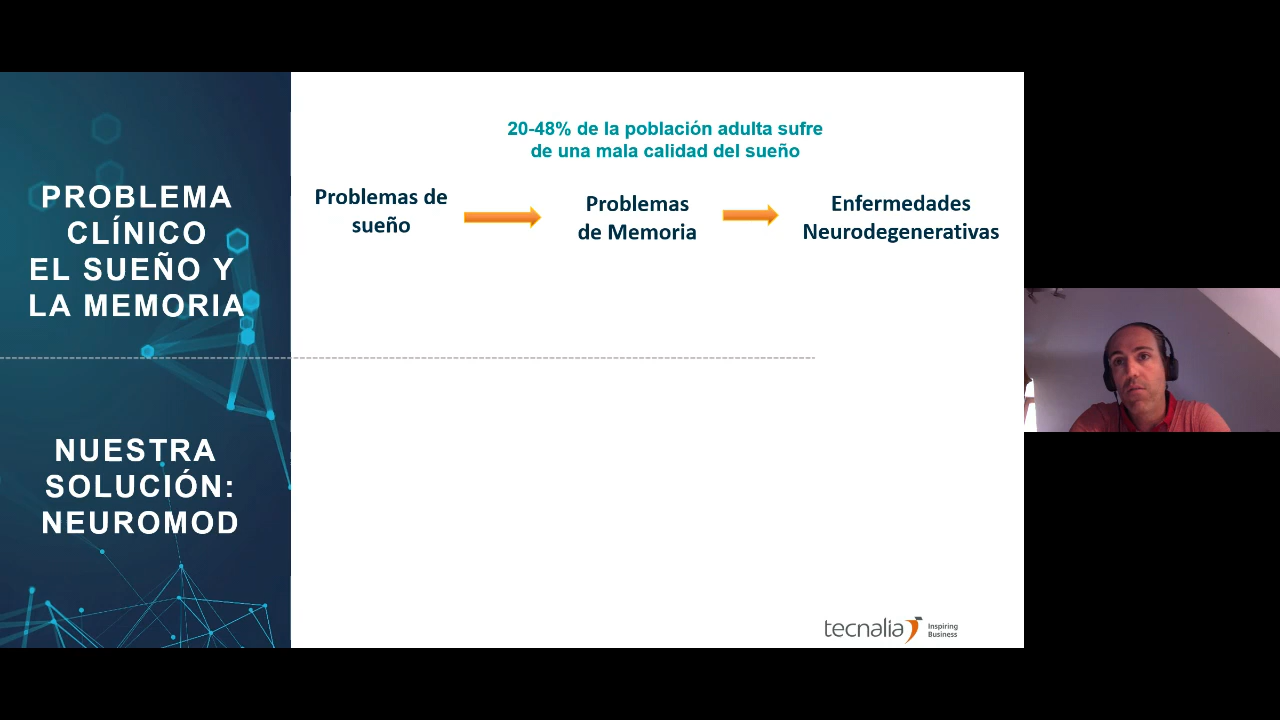 PROBLEMA
CLÍNICO
EL SUEÑO Y
LA MEMORIA
NUESTRA
SOLUCIÓN:
NEUROMOD
20-48% de la población adulta sufre
de una mala calidad del sueño
Problemas de
sueño
Problemas
de Memoria
Enfermedades
Neurodegenerativas
tecnalia
Inspiring
Business